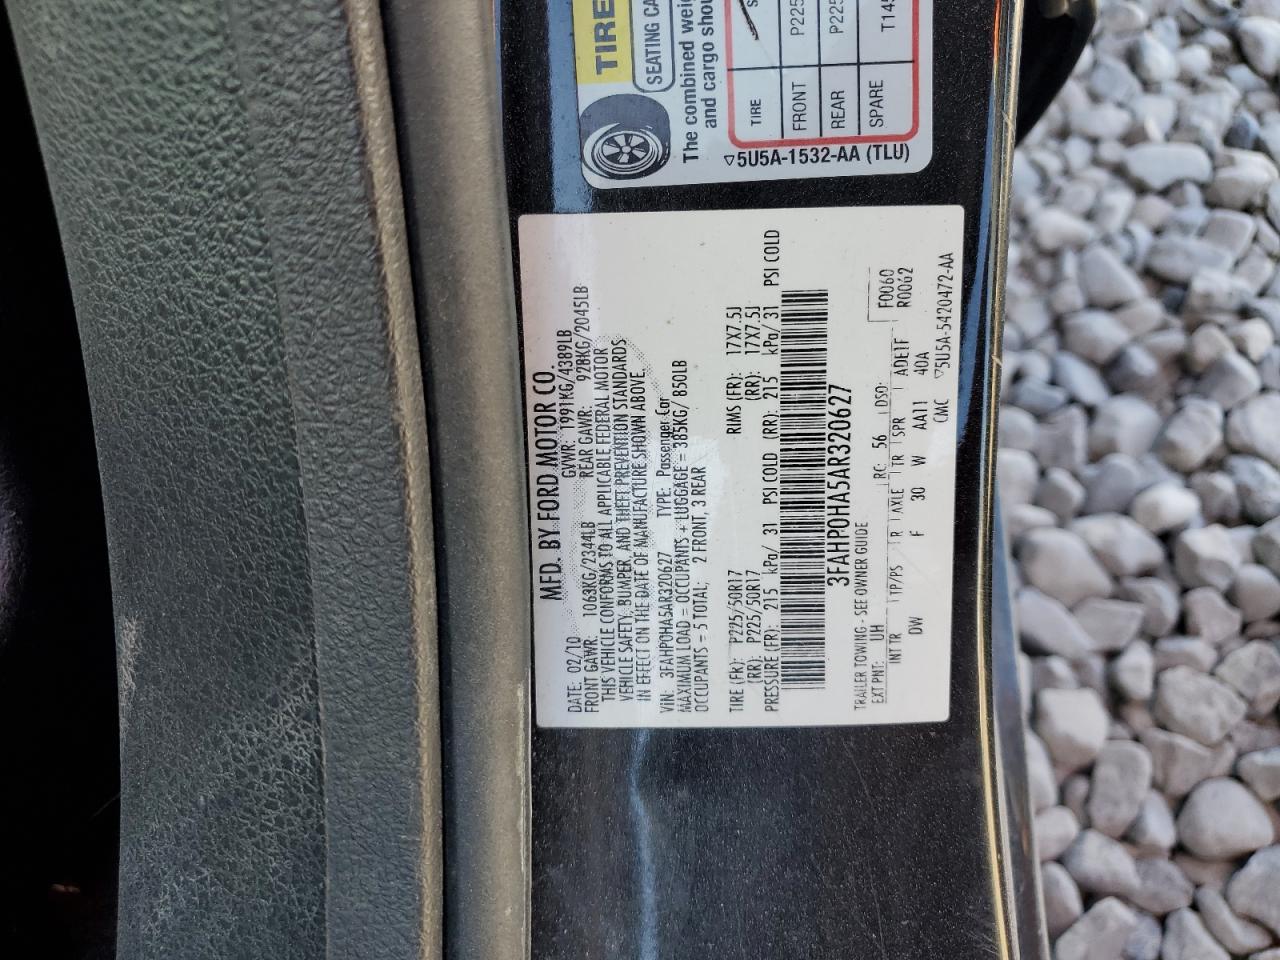 TIRE
SEATING CA
The combined weig
and cargo shou
TIRE
FRONT P225
REAR P225
SPARE T145
▽5U5A-1532-AA (TLU)
MFD. BY FORD MOTOR CO.
DATE: 02/10 GVWR: 1991KG/4389LB
FRONT GAWR: 1063KG/2344LB REAR GAWR: 928KG/2045LB
THIS VEHICLE CONFORMS TO ALL APPLICABLE FEDERAL MOTOR
VEHICLE SAFETY, BUMPER, AND THEFT PREVENTION STANDARDS
IN EFFECT ON THE DATE OF MANUFACTURE SHOWN ABOVE.
VIN: 3FAHP0HA5AR320627 TYPE: Passenger Car
MAXIMUM LOAD = OCCUPANTS + LUGGAGE = 385KG/ 850LB
OCCUPANTS = 5 TOTAL; 2 FRONT, 3 REAR
TIRE (FR): P225/50R17 RIMS (FR): 17X7.5J
(RR): P225/50R17 (RR): 17X7.5J
PRESSURE (FR): 215 kPa/ 31 PSI COLD (RR): 215 kPa/ 31 PSI COLD
3FAHP0HA5AR320627
TRAILER TOWING - SEE OWNER GUIDE F0060
EXT PNT: UH RC: 56 DSO: R0062
INT TR TP/PS R AXLE TR SPR ADE1F
DW F 30 W AA11 40A
CMC ▽5U5A-5420472-AA